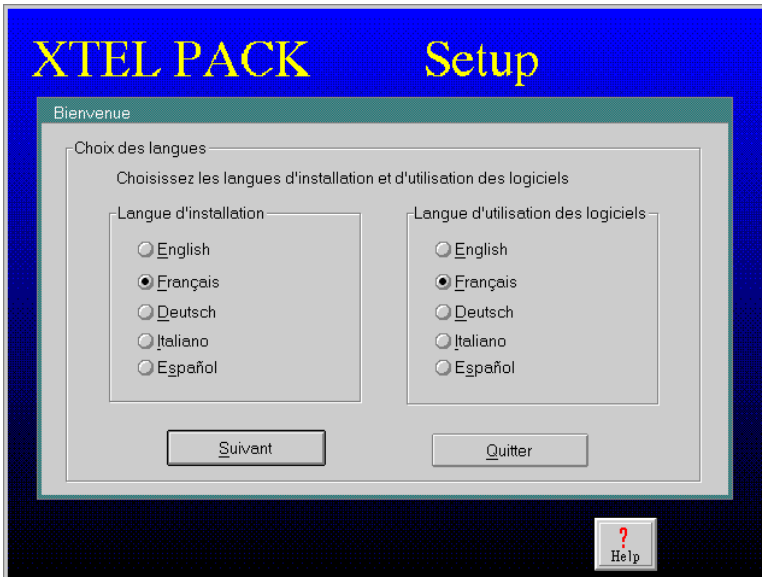 XTEL PACK Setup
Bienvenue
Choix des langues
Choisissez les langues d'installation et d'utilisation des logiciels
Langue d'installation
English
Français
Deutsch
Italiano
Español
Langue d'utilisation des logiciels
English
Français
Deutsch
Italiano
Español
Suivant
Quitter
?
Help